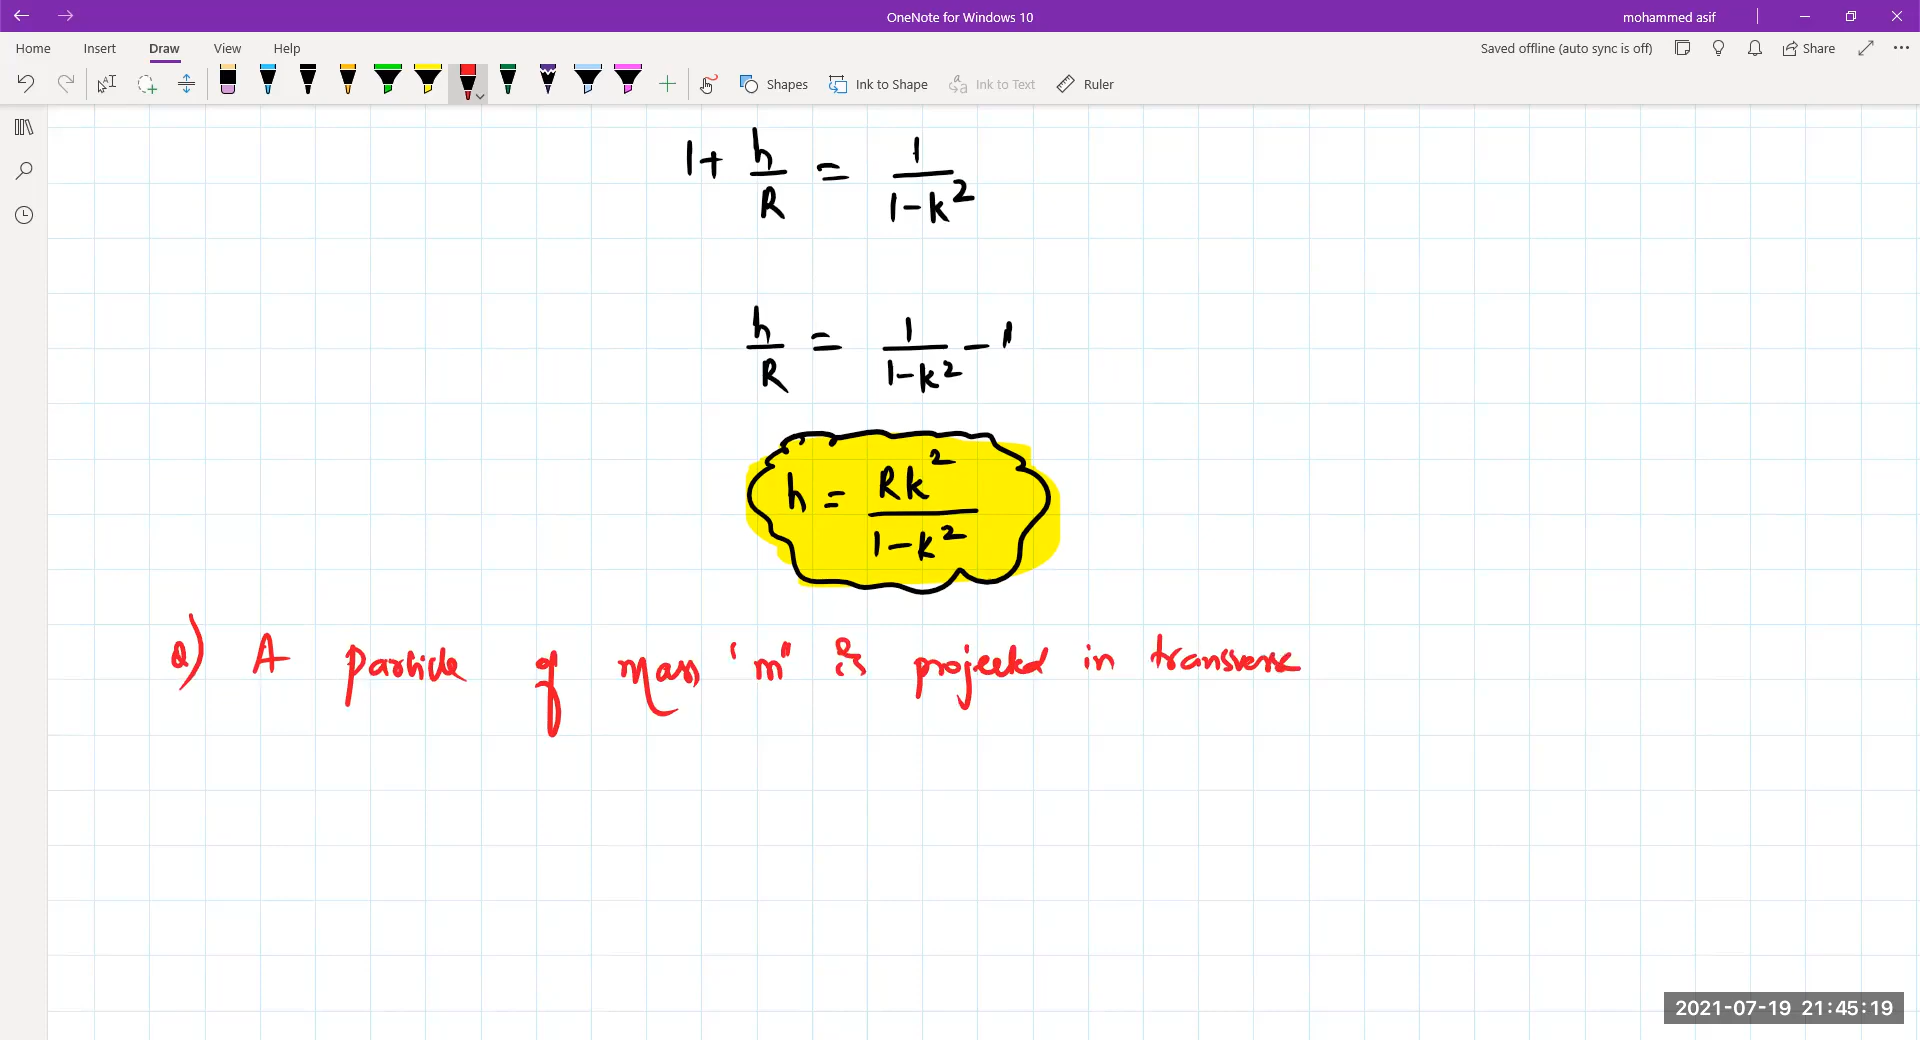 OneNote for Windows 10
mohammed asif
Home Insert Draw View Help
Saved offline (auto sync is off) Share
Shapes Ink to Shape Ink to Text Ruler
1+ h/R = 1/(1-k²)
h/R = 1/(1-k²) - 1
h = Rk²/(1-k²)
Q) A particle of mass 'm' is projected in transverse
2021-07-19 21:45:19